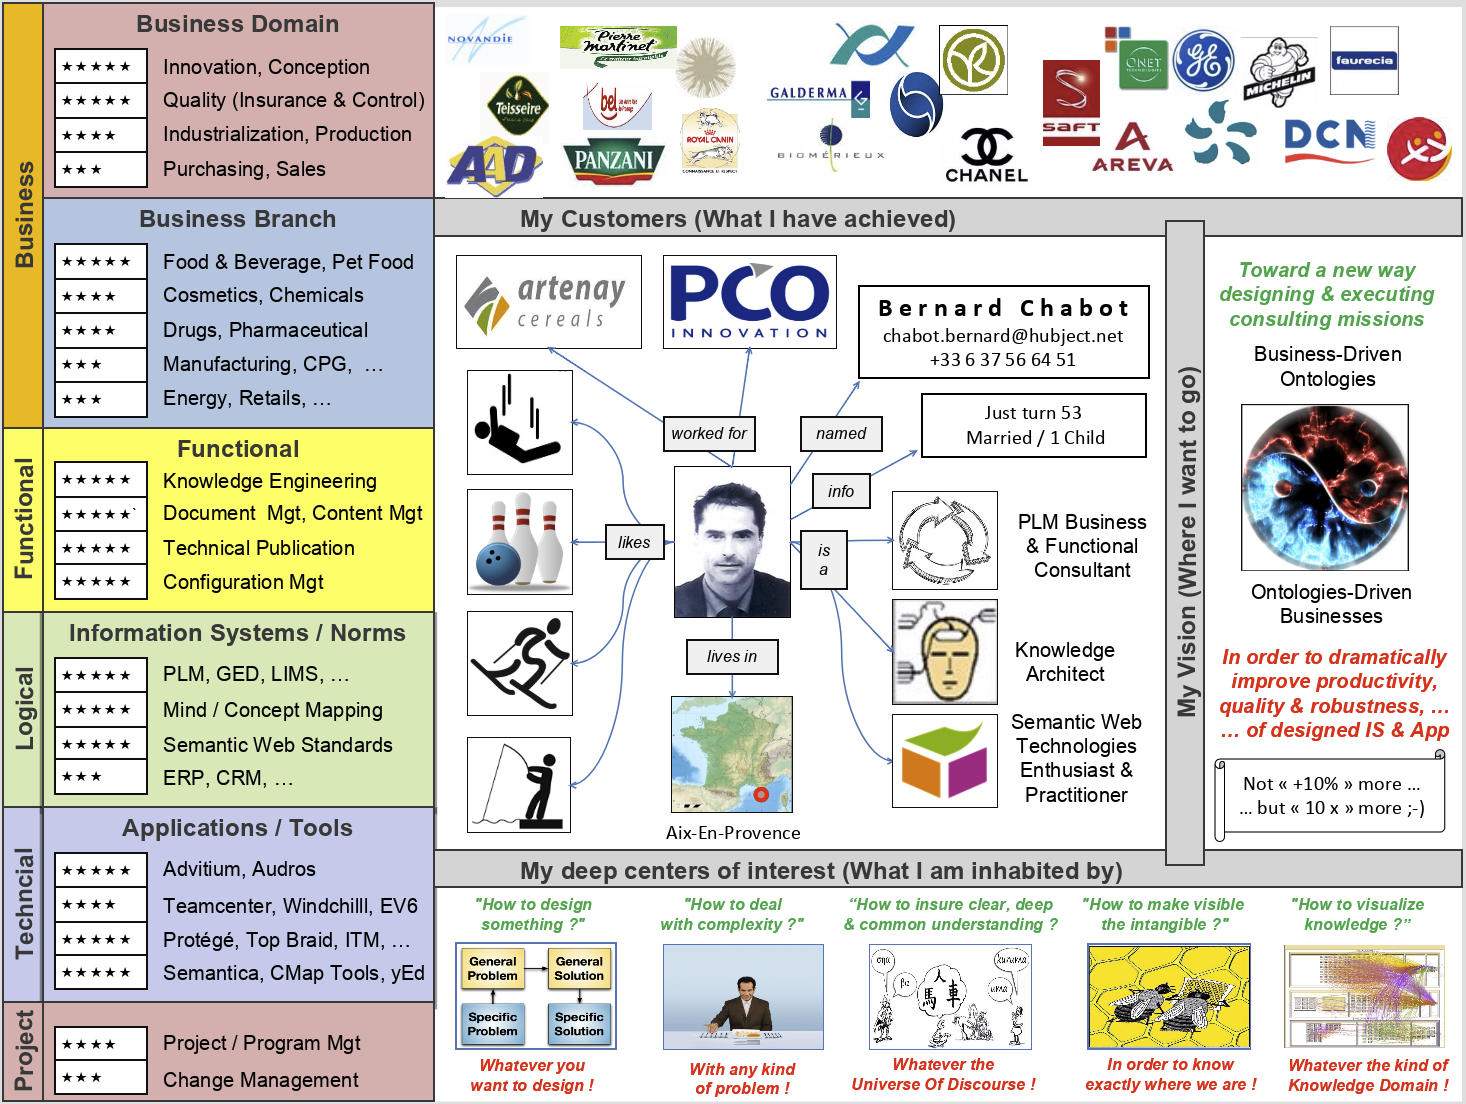 Business Domain
★★★★★ Innovation, Conception
★★★★★ Quality (Insurance & Control)
★★★★ Industrialization, Production
★★★ Purchasing, Sales
Business
Business Branch
★★★★★ Food & Beverage, Pet Food
★★★★ Cosmetics, Chemicals
★★★★ Drugs, Pharmaceutical
★★★ Manufacturing, CPG, …
★★★ Energy, Retails, …
Functional
Functional
★★★★★ Knowledge Engineering
★★★★★` Document Mgt, Content Mgt
★★★★★ Technical Publication
★★★★★ Configuration Mgt
Logical
Information Systems / Norms
★★★★★ PLM, GED, LIMS, …
★★★★★ Mind / Concept Mapping
★★★★★ Semantic Web Standards
★★★ ERP, CRM, …
Techncial
Applications / Tools
★★★★★ Advitium, Audros
★★★★ Teamcenter, Windchilll, EV6
★★★★★ Protégé, Top Braid, ITM, …
★★★★★ Semantica, CMap Tools, yEd
Project
★★★★ Project / Program Mgt
★★★ Change Management
NOVANDIE
Pierre
Martinet
Teisseire
bel
AAD
PANZANI
ROYAL CANIN
GALDERMA
BIOMÉRIEUX
CHANEL
SAFT
ONET
GE
MICHELIN
faurecia
AREVA
DCN
My Customers (What I have achieved)
artenay
cereals
PCO
INNOVATION
Bernard Chabot
chabot.bernard@hubject.net
+33 6 37 56 64 51
Just turn 53
Married / 1 Child
worked for
named
info
likes
is
a
lives in
Aix-En-Provence
PLM Business
& Functional
Consultant
Knowledge
Architect
Semantic Web
Technologies
Enthusiast &
Practitioner
My Vision (Where I want to go)
Toward a new way
designing & executing
consulting missions
Business-Driven
Ontologies
Ontologies-Driven
Businesses
In order to dramatically
improve productivity,
quality & robustness, …
… of designed IS & App
Not « +10% » more …
… but « 10 x » more ;-)
My deep centers of interest (What I am inhabited by)
"How to design
something ?"
General
Problem
General
Solution
Specific
Problem
Specific
Solution
Whatever you
want to design !
"How to deal
with complexity ?"
With any kind
of problem !
“How to insure clear, deep
& common understanding ?
kurama
uma
人
馬 車
Whatever the
Universe Of Discourse !
"How to make visible
the intangible ?"
In order to know
exactly where we are !
"How to visualize
knowledge ?”
Whatever the kind of
Knowledge Domain !